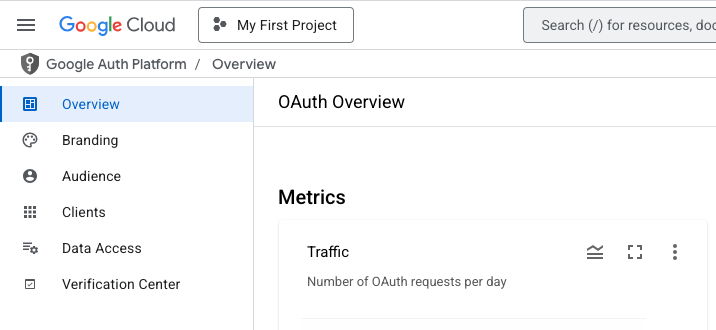 Google Cloud
My First Project
Search (/) for resources, doc
Google Auth Platform / Overview
Overview
Branding
Audience
Clients
Data Access
Verification Center
OAuth Overview
Metrics
Traffic
Number of OAuth requests per day